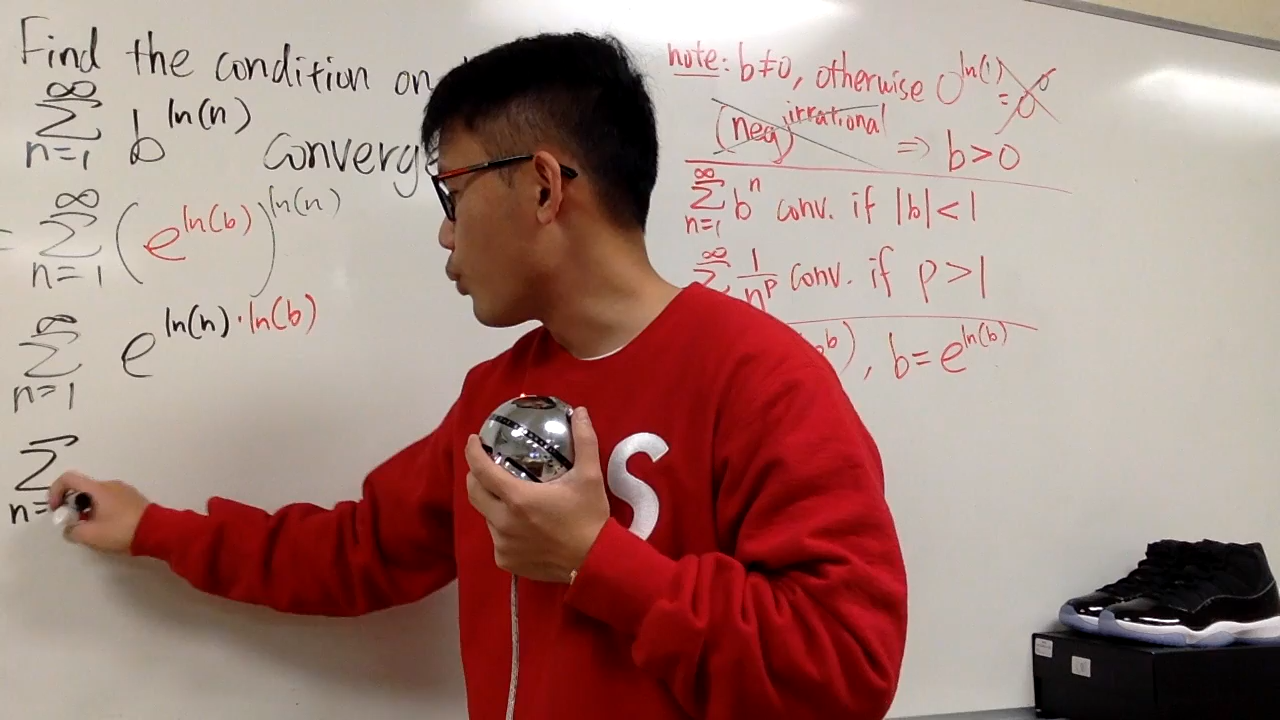 Find the condition on
∞
Σ b^ln(n) converg
n=1
= ∞
Σ (e^ln(b))^ln(n)
n=1
∞
Σ e^ln(n)·ln(b)
n=1
Σ
n=
note: b≠0, otherwise 0^ln(1) = 0^0
(neg)^irrational ⇒ b>0
∞
Σ b^n conv. if |b|<1
n=1
∞
Σ 1/n^p conv. if p>1
b), b=e^ln(b)
S